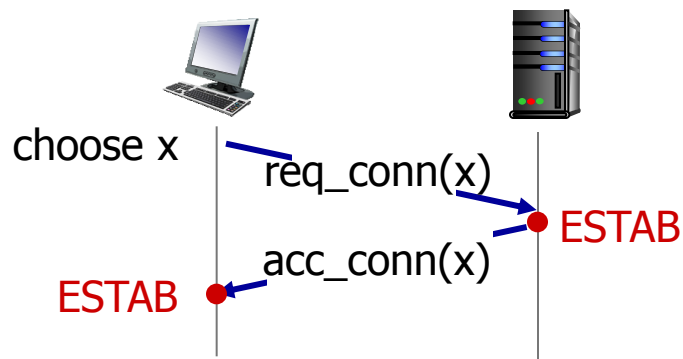 choose x
req_conn(x)
ESTAB
acc_conn(x)
ESTAB